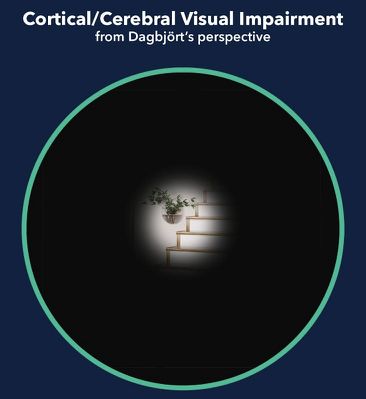 Cortical/Cerebral Visual Impairment
from Dagbjört's perspective